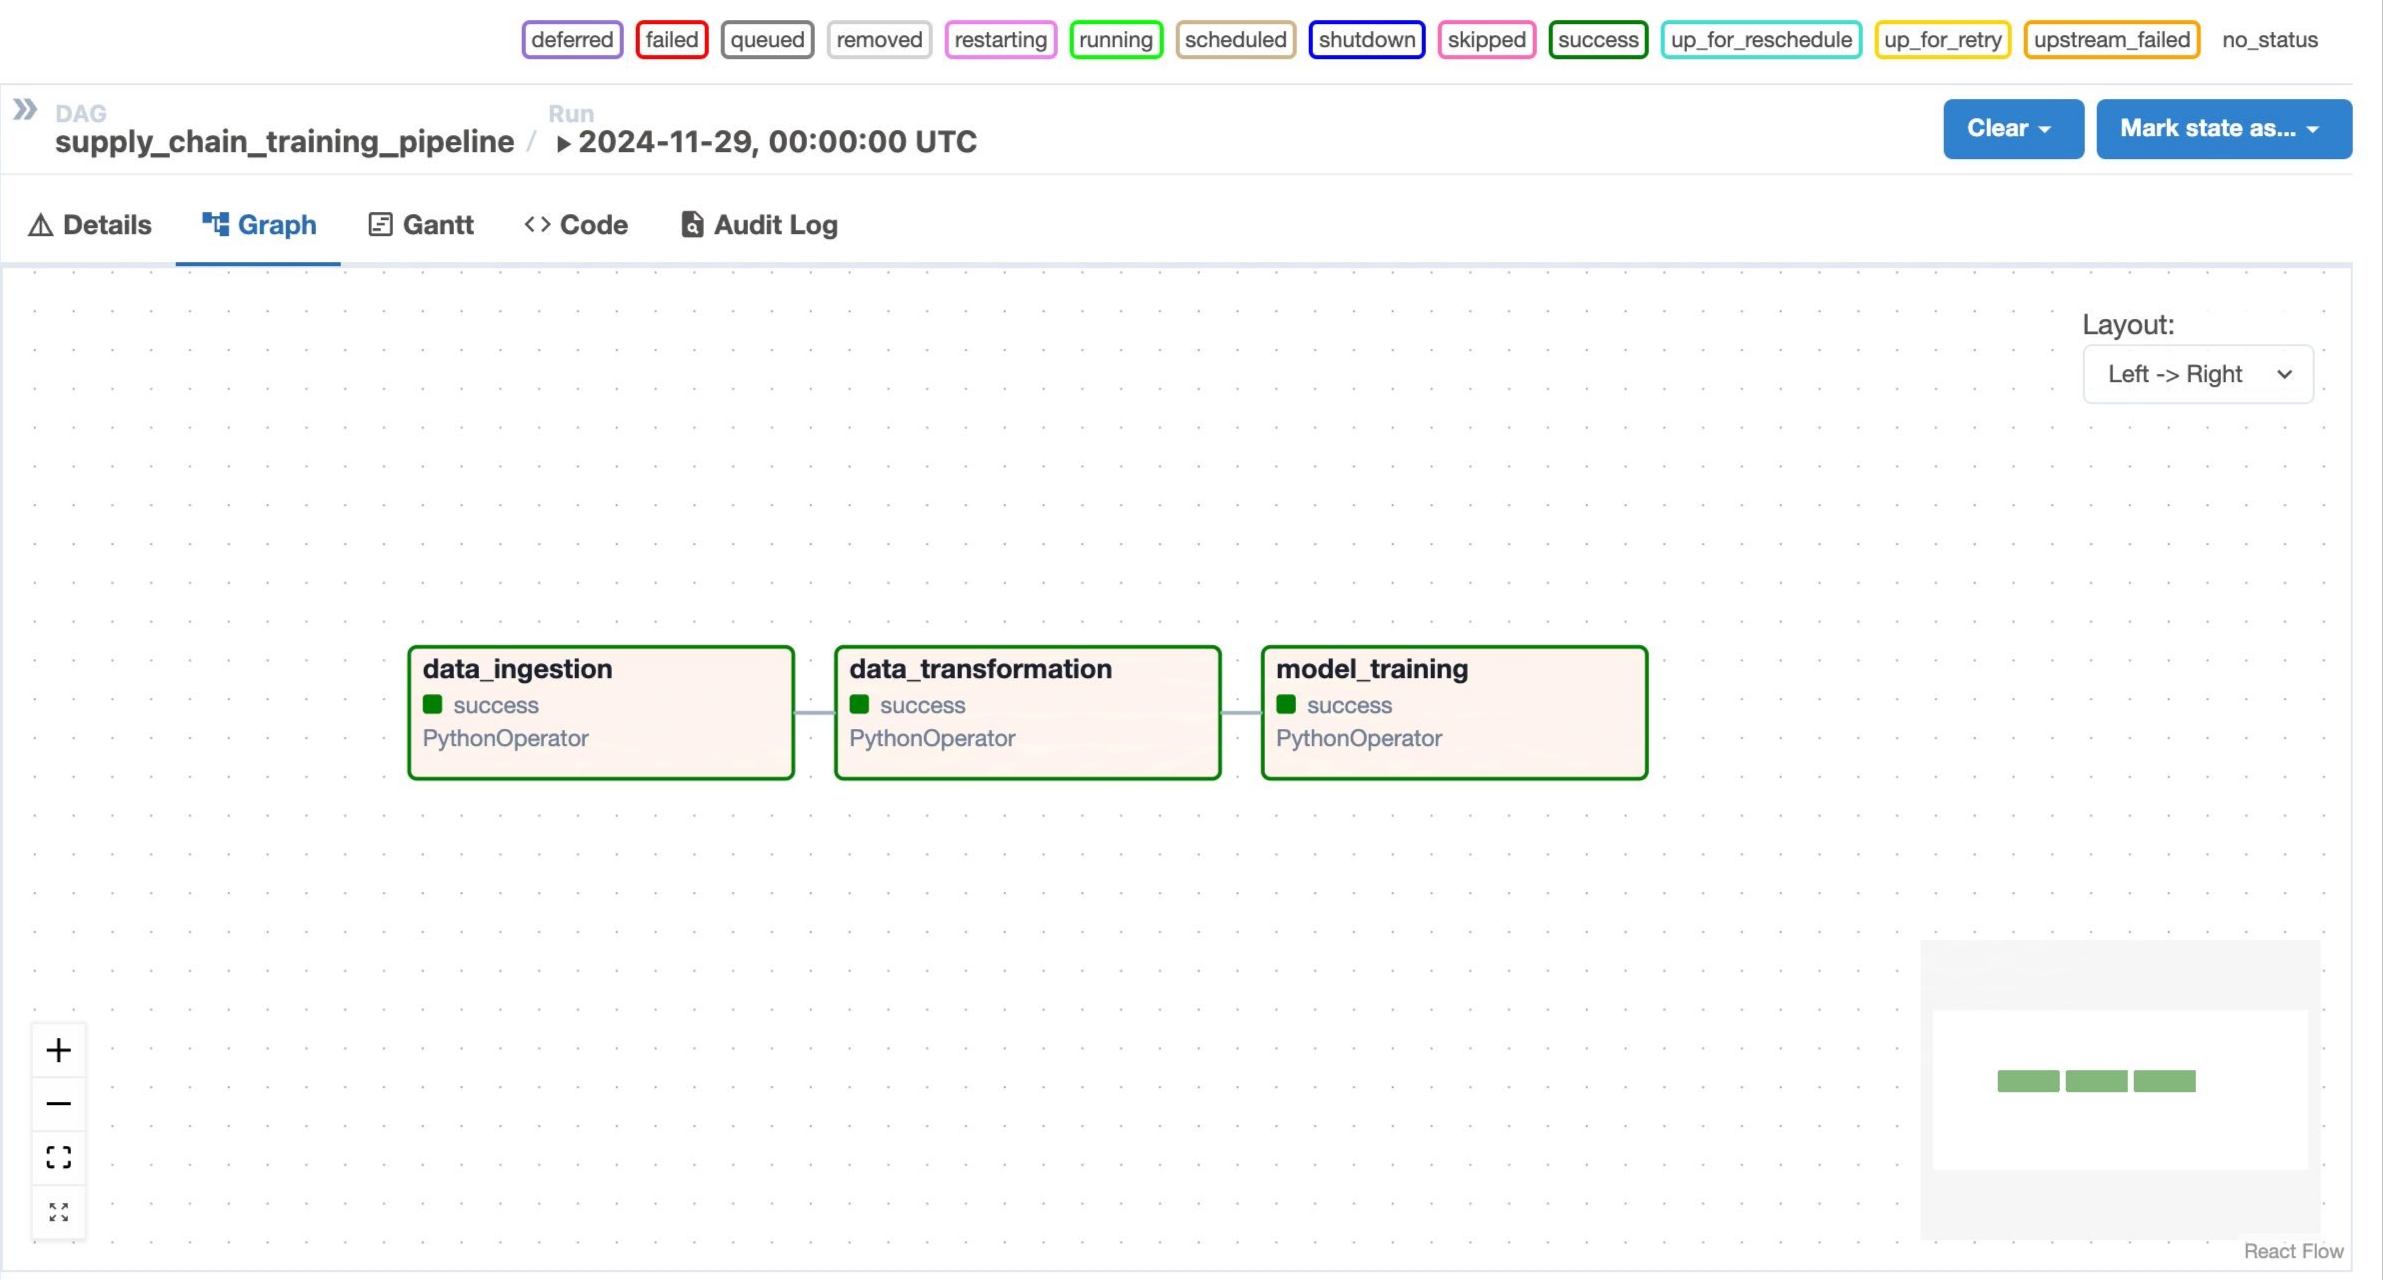 deferred failed queued removed restarting running scheduled shutdown skipped success up_for_reschedule up_for_retry upstream_failed no_status
DAG Run
supply_chain_training_pipeline / 2024-11-29, 00:00:00 UTC
Clear Mark state as...
Details Graph Gantt Code Audit Log
Layout:
Left -> Right
data_ingestion
success
PythonOperator
data_transformation
success
PythonOperator
model_training
success
PythonOperator
React Flow